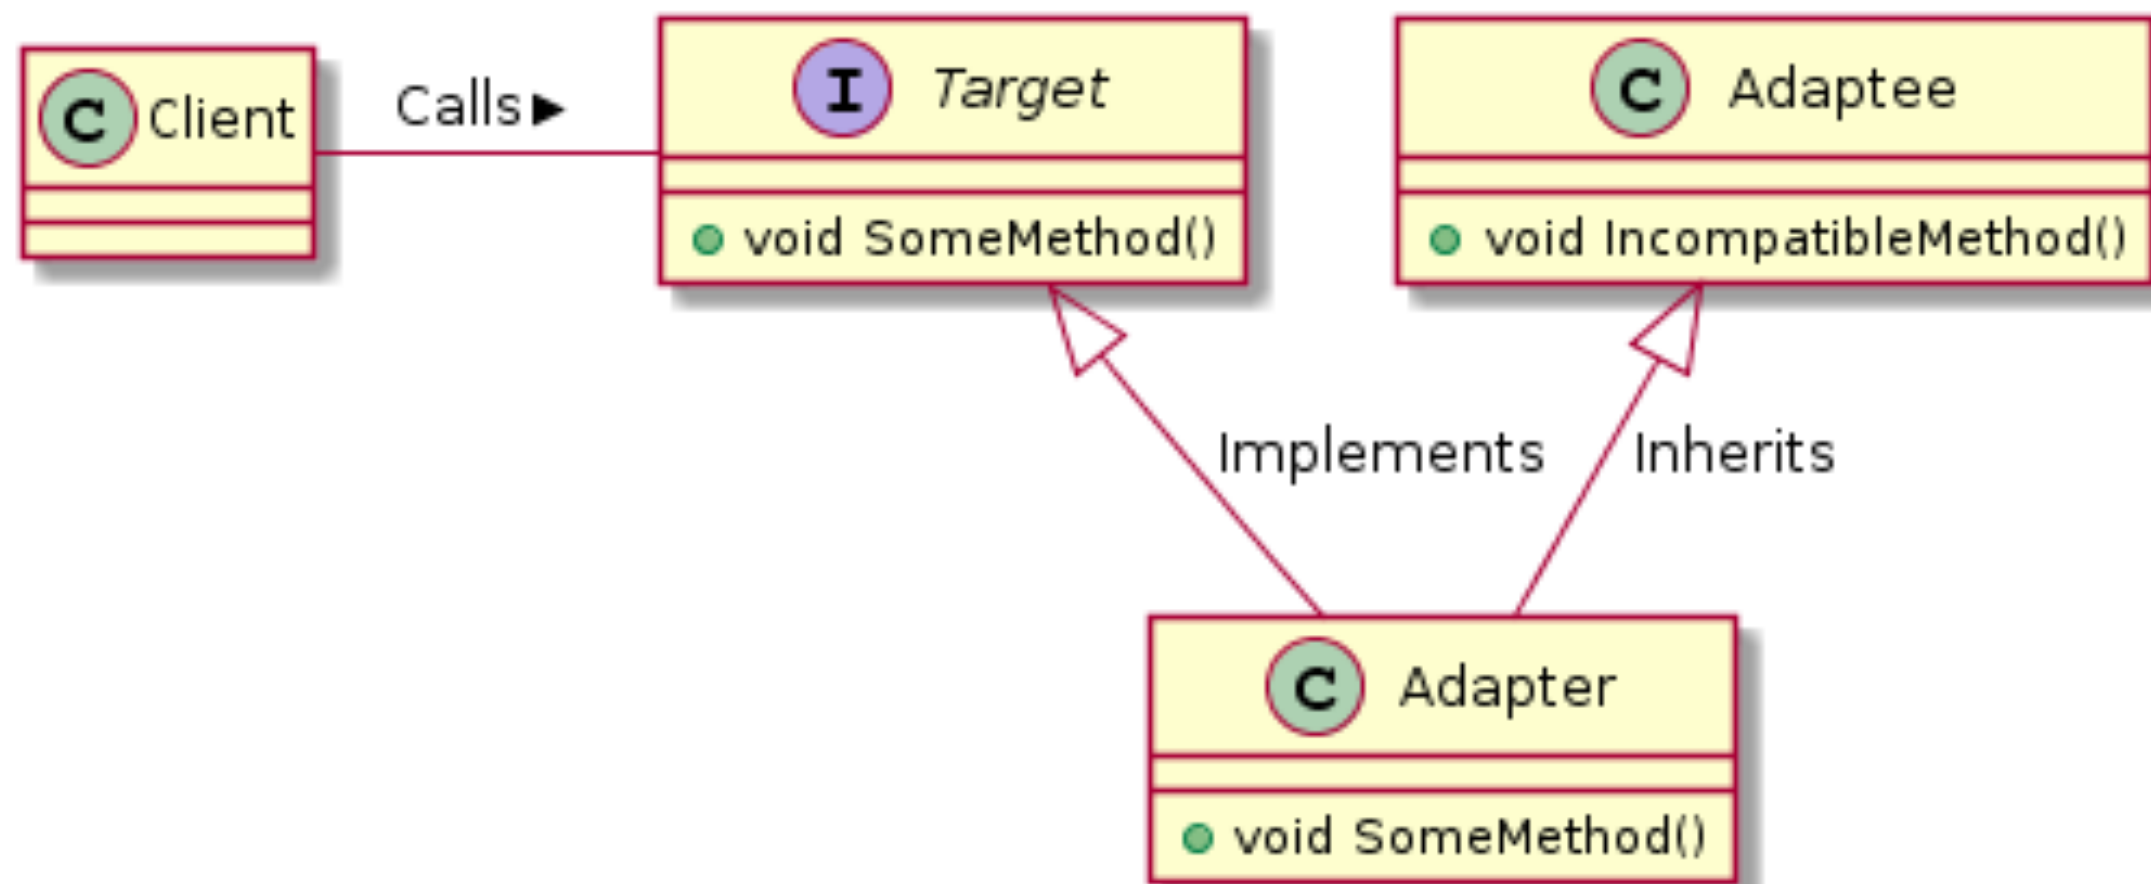 C Client
Calls ▶
I Target
void SomeMethod()
C Adaptee
void IncompatibleMethod()
Implements
Inherits
C Adapter
void SomeMethod()